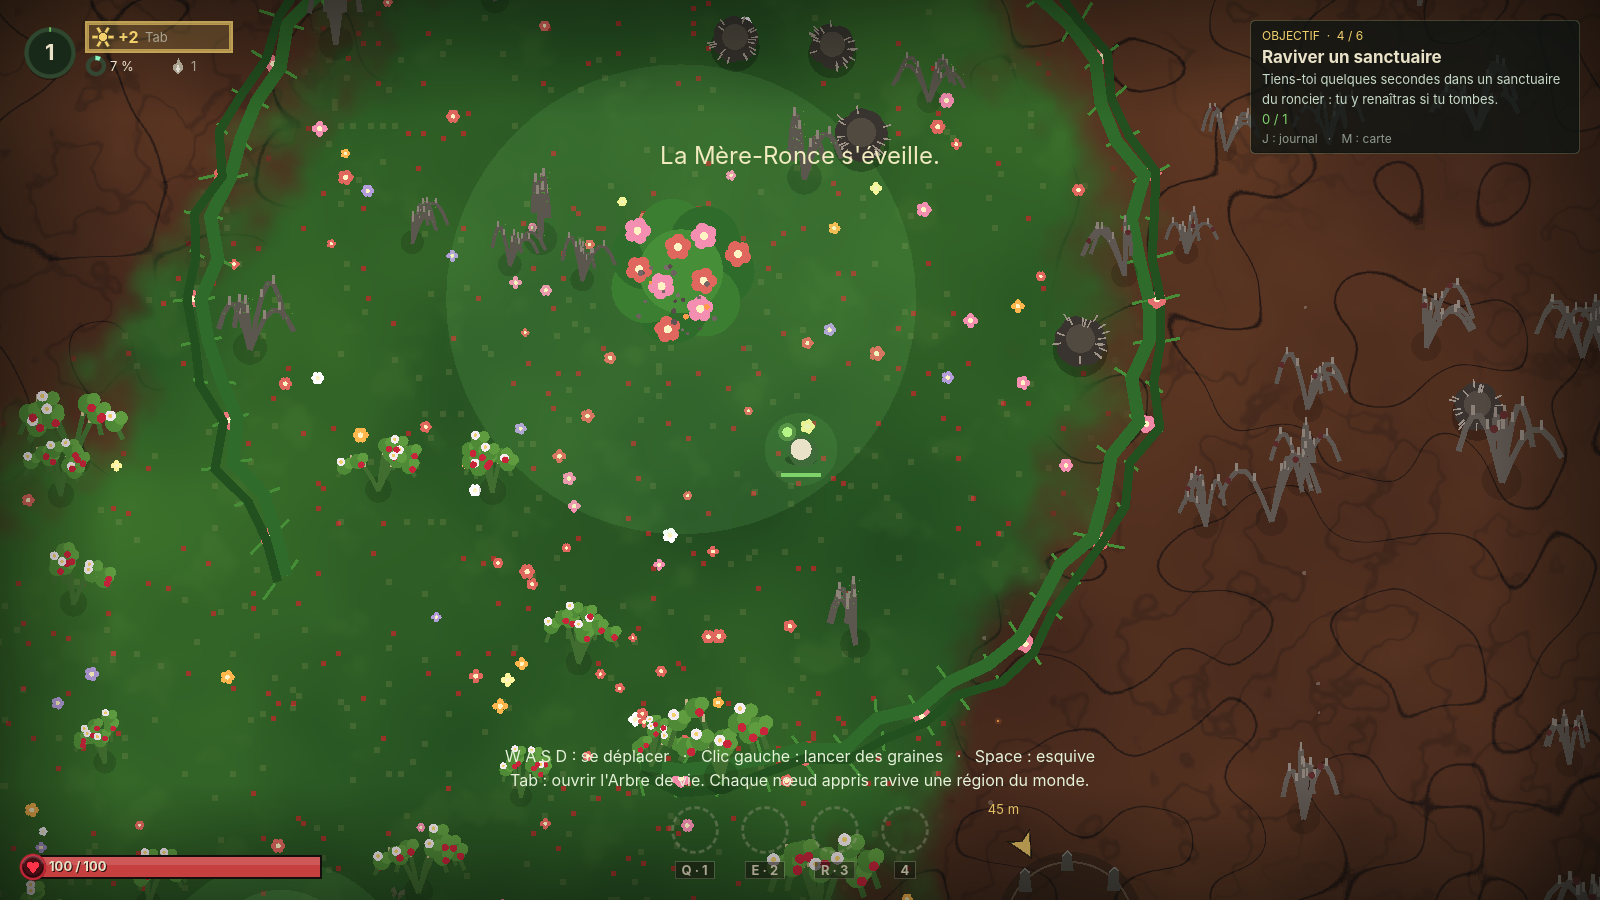 1
+2 Tab
7 %
1
OBJECTIF · 4 / 6
Raviver un sanctuaire
Tiens-toi quelques secondes dans un sanctuaire
du roncier : tu y renaîtras si tu tombes.
0 / 1
J : journal · M : carte
La Mère-Ronce s'éveille.
W A S D : se déplacer · Clic gauche : lancer des graines · Space : esquive
Tab : ouvrir l'Arbre de vie. Chaque nœud appris ravive une région du monde.
45 m
100 / 100
Q · 1
E · 2
R · 3
4